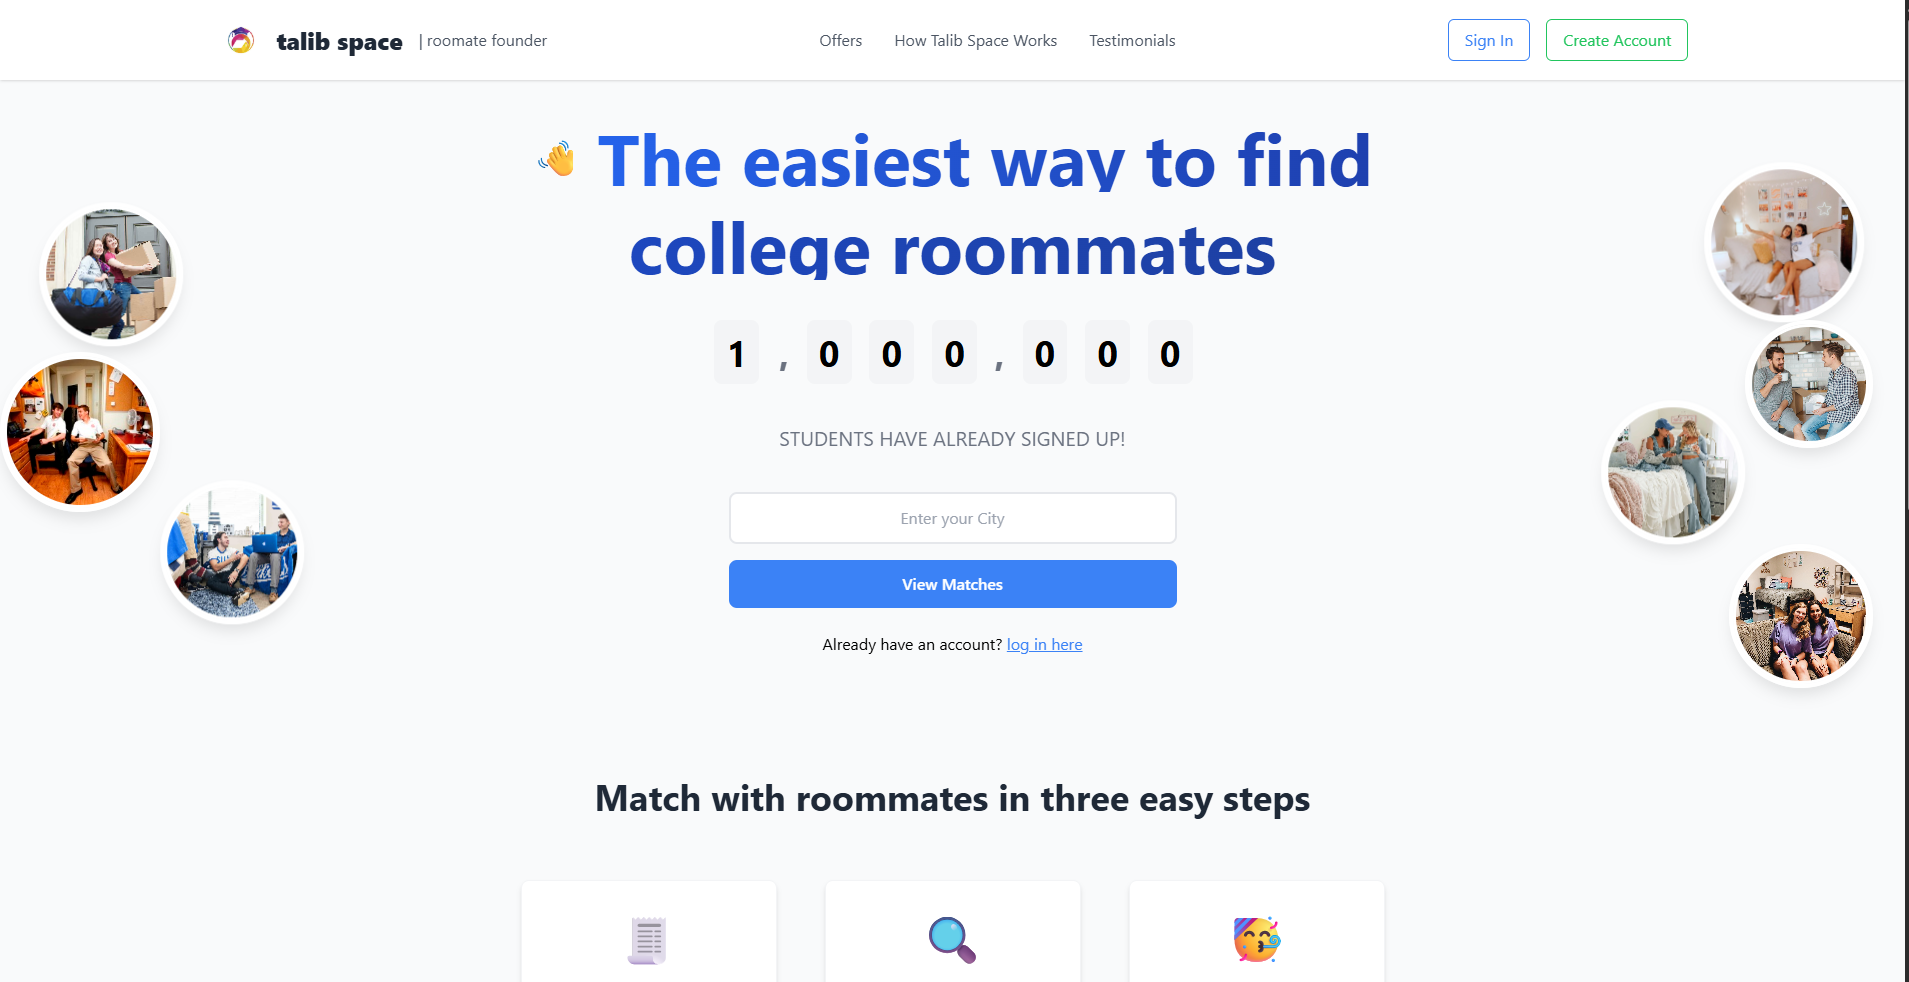 talib space | roomate founder Offers How Talib Space Works Testimonials Sign In Create Account
The easiest way to find
college roommates
1,000,000
STUDENTS HAVE ALREADY SIGNED UP!
Enter your City
View Matches
Already have an account? log in here
Match with roommates in three easy steps